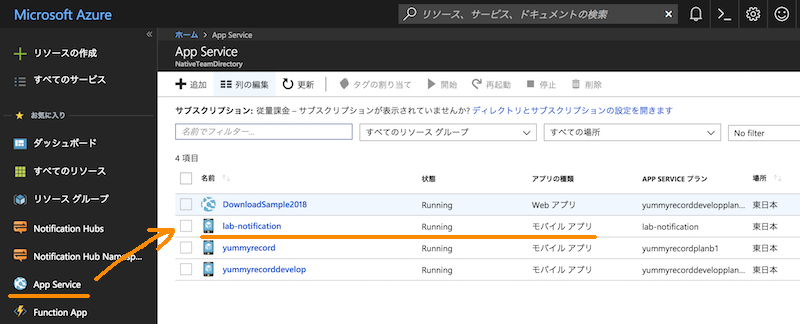 Microsoft Azure
リソース、サービス、ドキュメントの検索
リソースの作成
すべてのサービス
お気に入り
ダッシュボード
すべてのリソース
リソース グループ
Notification Hubs
Notification Hub Namesp...
App Service
Function App
ホーム > App Service
App Service
NativeTeamDirectory
追加 列の編集 更新 タグの割り当て 開始 再起動 停止 削除
サブスクリプション: 従量課金 – サブスクリプションが表示されていませんか? ディレクトリとサブスクリプションの設定を開きます
名前でフィルター... すべてのリソース グループ すべての場所 No filter
4 項目
名前 状態 アプリの種類 APP SERVICE プラン 場所
DownloadSample2018 Running Web アプリ yummyrecorddevelopplan... 東日本
lab-notification Running モバイル アプリ lab-notification 東日本
yummyrecord Running モバイル アプリ yummyrecordplanb1 東日本
yummyrecorddevelop Running モバイル アプリ yummyrecorddevelopplan... 東日本